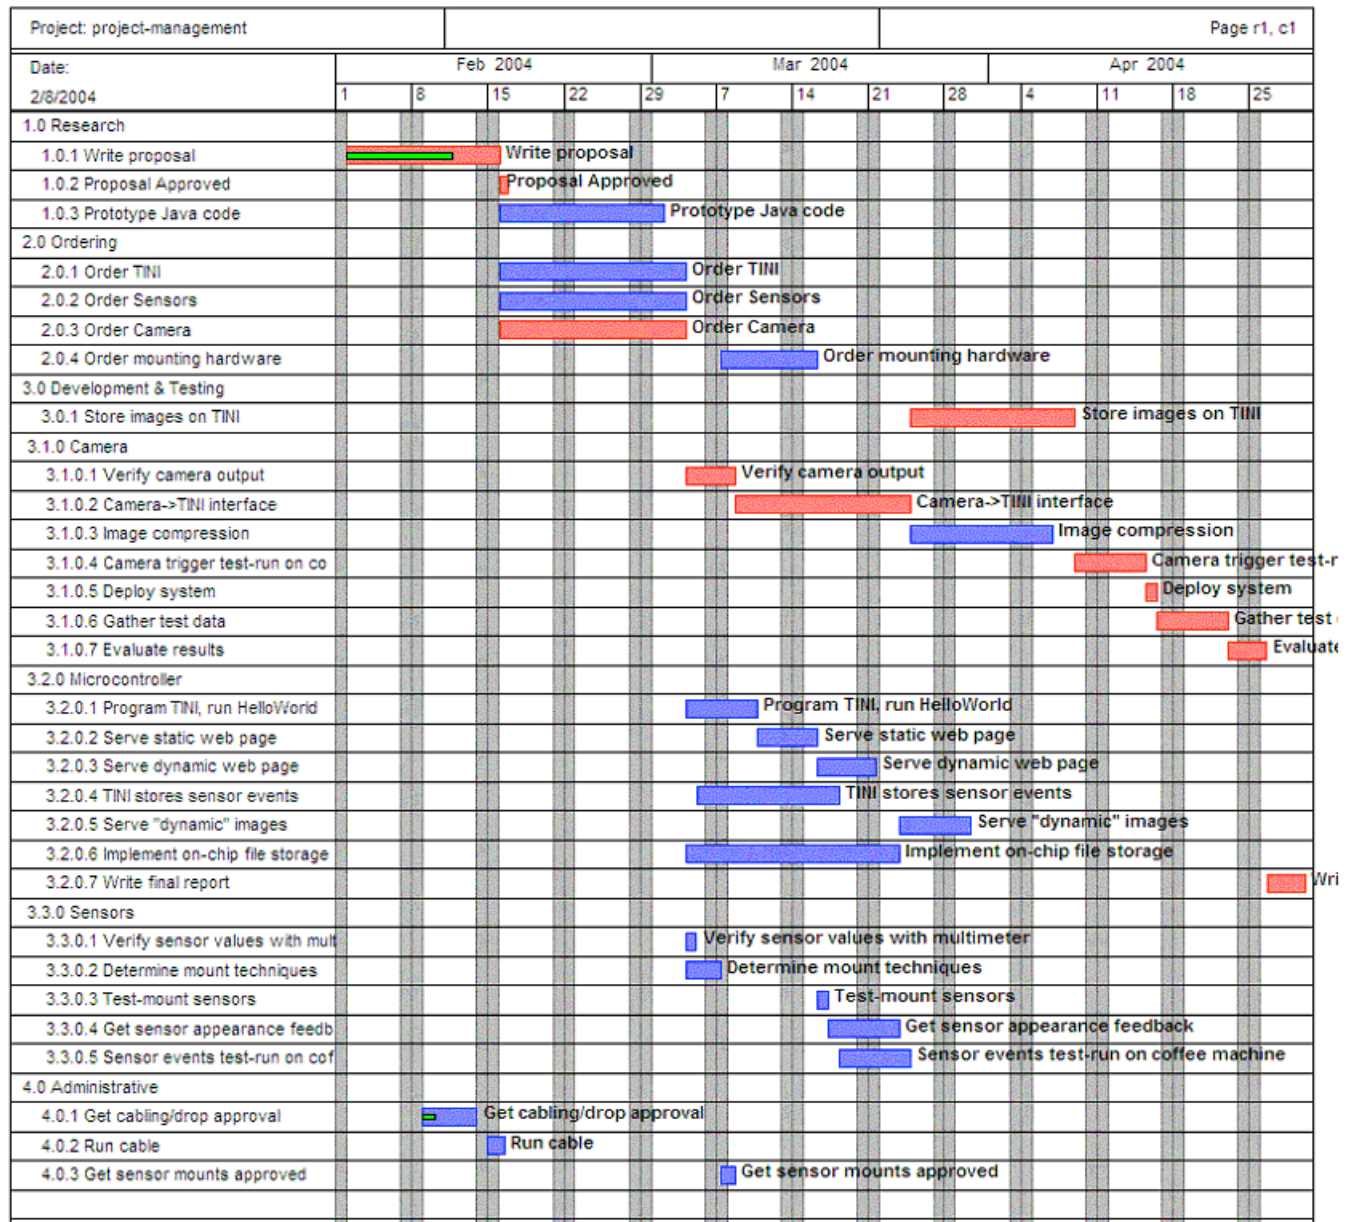 Project: project-management
Page r1, c1
Date:
2/8/2004
Feb 2004
Mar 2004
Apr 2004
1 8 15 22 29 7 14 21 28 4 11 18 25
1.0 Research
1.0.1 Write proposal Write proposal
1.0.2 Proposal Approved Proposal Approved
1.0.3 Prototype Java code Prototype Java code
2.0 Ordering
2.0.1 Order TINI Order TINI
2.0.2 Order Sensors Order Sensors
2.0.3 Order Camera Order Camera
2.0.4 Order mounting hardware Order mounting hardware
3.0 Development & Testing
3.0.1 Store images on TINI Store images on TINI
3.1.0 Camera
3.1.0.1 Verify camera output Verify camera output
3.1.0.2 Camera->TINI interface Camera->TINI interface
3.1.0.3 Image compression Image compression
3.1.0.4 Camera trigger test-run on co Camera trigger test-r
3.1.0.5 Deploy system Deploy system
3.1.0.6 Gather test data Gather test
3.1.0.7 Evaluate results Evaluate
3.2.0 Microcontroller
3.2.0.1 Program TINI, run HelloWorld Program TINI, run HelloWorld
3.2.0.2 Serve static web page Serve static web page
3.2.0.3 Serve dynamic web page Serve dynamic web page
3.2.0.4 TINI stores sensor events TINI stores sensor events
3.2.0.5 Serve "dynamic" images Serve "dynamic" images
3.2.0.6 Implement on-chip file storage Implement on-chip file storage
3.2.0.7 Write final report Wri
3.3.0 Sensors
3.3.0.1 Verify sensor values with mult Verify sensor values with multimeter
3.3.0.2 Determine mount techniques Determine mount techniques
3.3.0.3 Test-mount sensors Test-mount sensors
3.3.0.4 Get sensor appearance feedb Get sensor appearance feedback
3.3.0.5 Sensor events test-run on cof Sensor events test-run on coffee machine
4.0 Administrative
4.0.1 Get cabling/drop approval Get cabling/drop approval
4.0.2 Run cable Run cable
4.0.3 Get sensor mounts approved Get sensor mounts approved